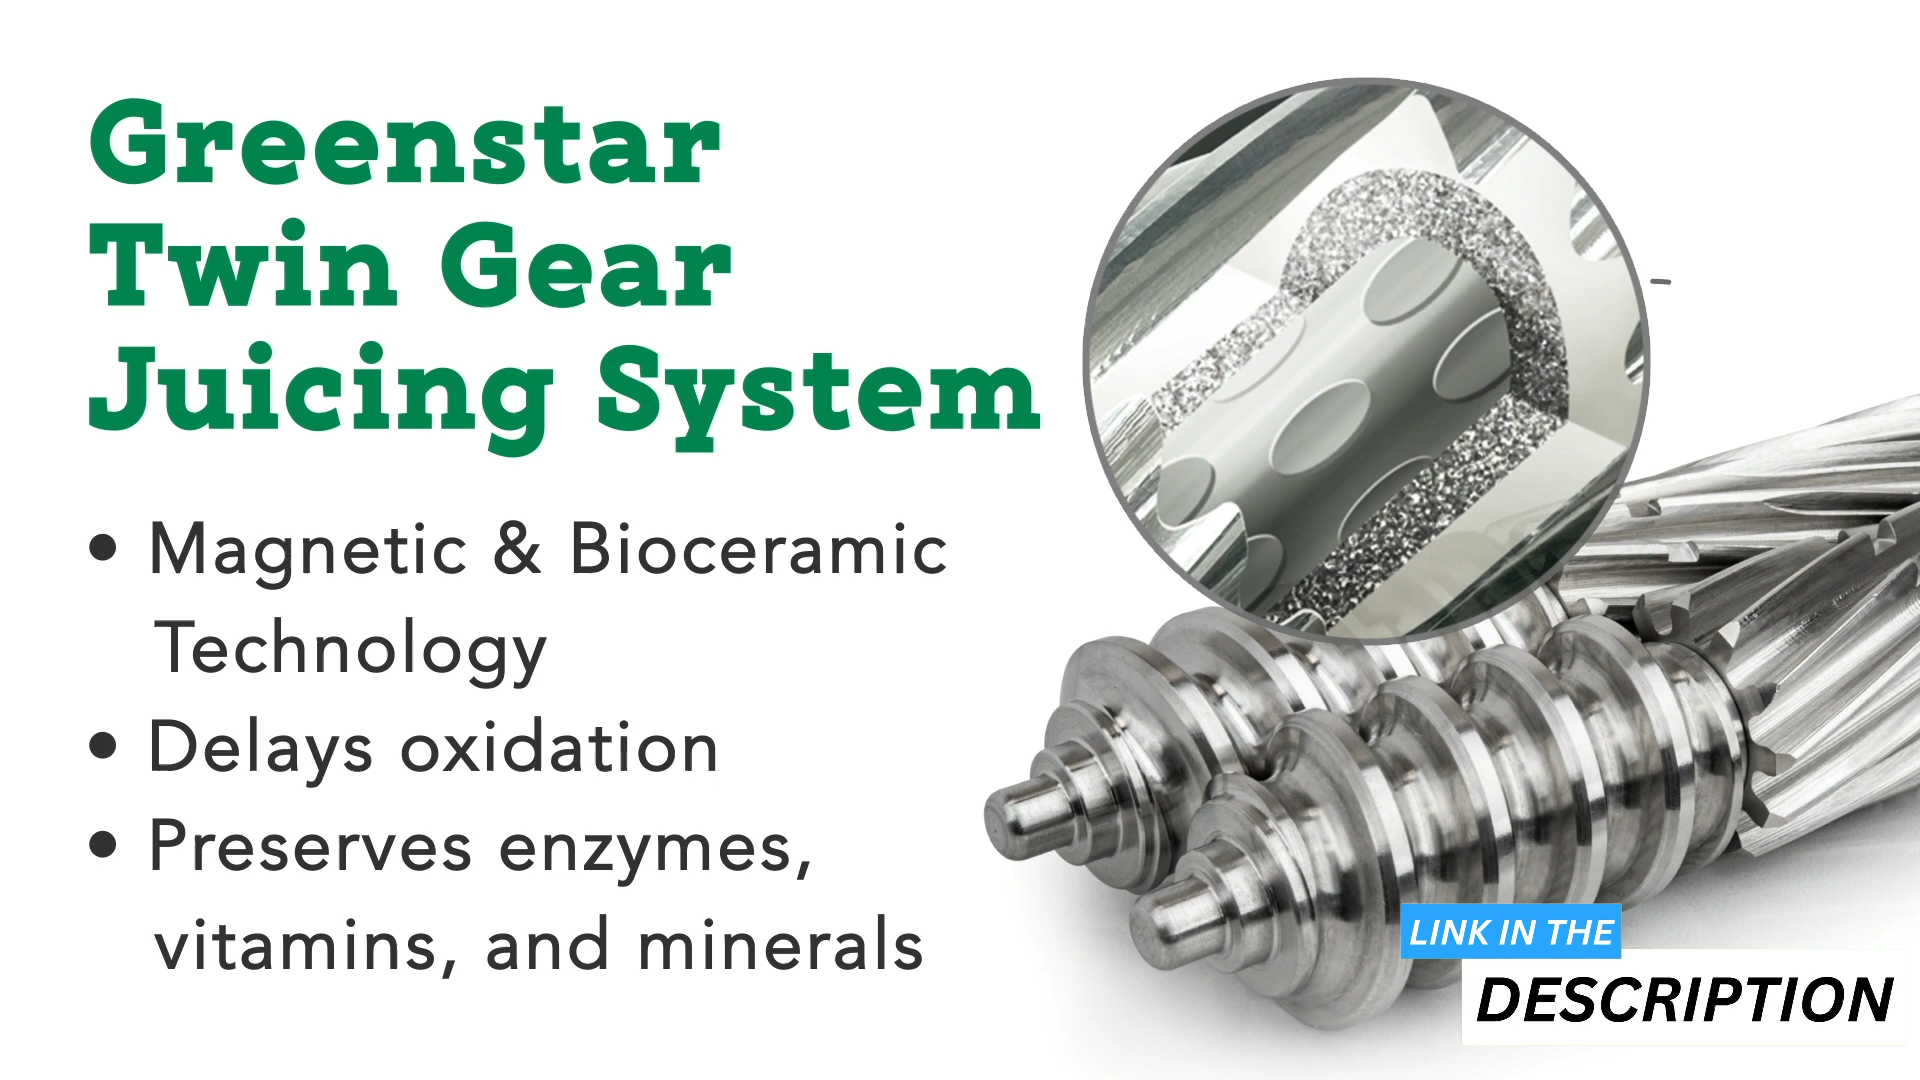 Greenstar
Twin Gear
Juicing System
• Magnetic & Bioceramic
Technology
• Delays oxidation
• Preserves enzymes,
vitamins, and minerals
LINK IN THE
DESCRIPTION